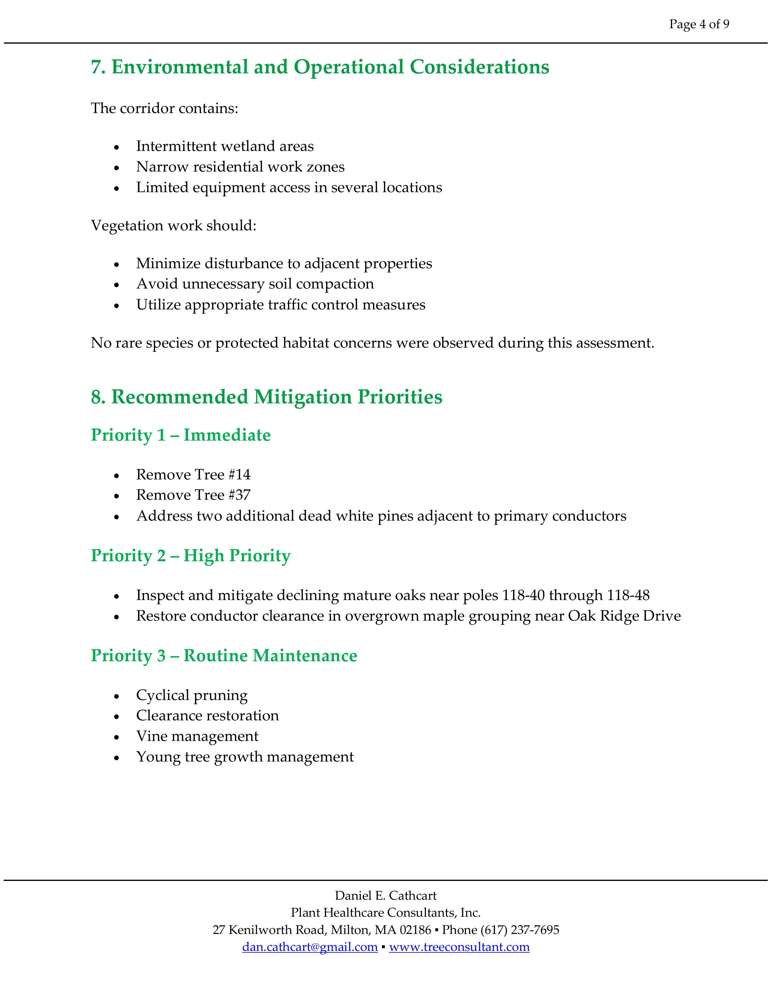 Page 4 of 9
7. Environmental and Operational Considerations
The corridor contains:
• Intermittent wetland areas
• Narrow residential work zones
• Limited equipment access in several locations
Vegetation work should:
• Minimize disturbance to adjacent properties
• Avoid unnecessary soil compaction
• Utilize appropriate traffic control measures
No rare species or protected habitat concerns were observed during this assessment.
8. Recommended Mitigation Priorities
Priority 1 – Immediate
• Remove Tree #14
• Remove Tree #37
• Address two additional dead white pines adjacent to primary conductors
Priority 2 – High Priority
• Inspect and mitigate declining mature oaks near poles 118-40 through 118-48
• Restore conductor clearance in overgrown maple grouping near Oak Ridge Drive
Priority 3 – Routine Maintenance
• Cyclical pruning
• Clearance restoration
• Vine management
• Young tree growth management
Daniel E. Cathcart
Plant Healthcare Consultants, Inc.
27 Kenilworth Road, Milton, MA 02186 ▪ Phone (617) 237-7695
dan.cathcart@gmail.com ▪ www.treeconsultant.com